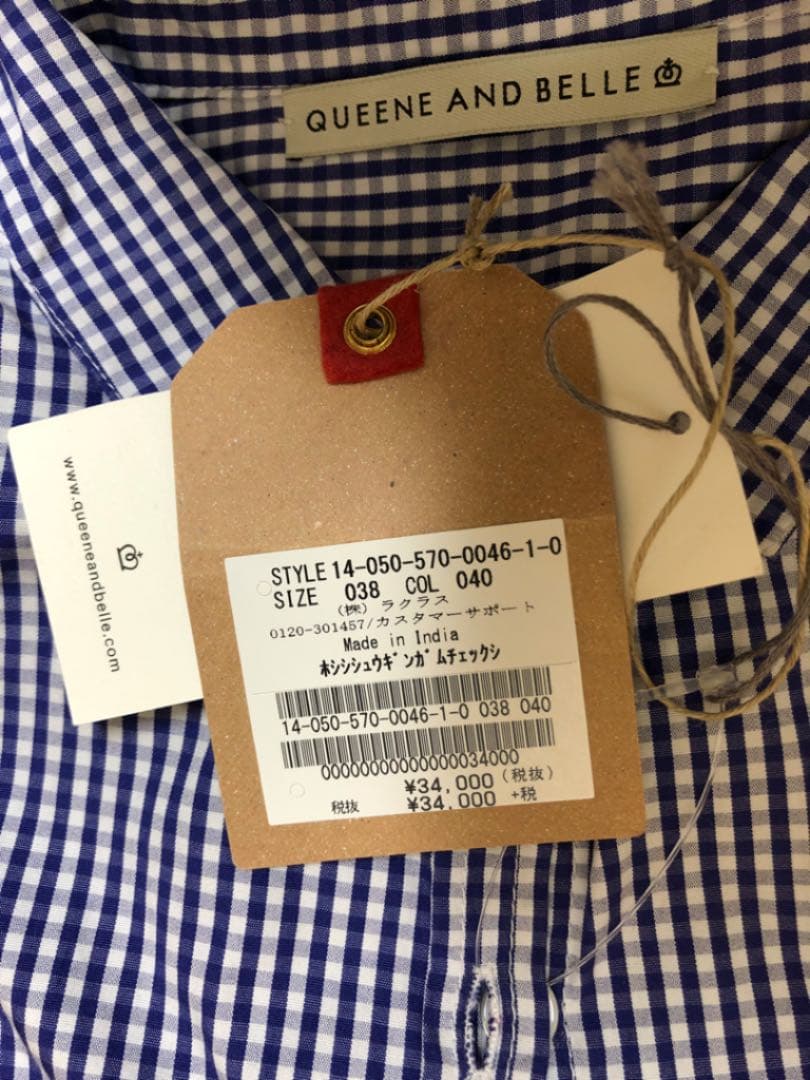 QUEENE AND BELLE
www.queeneandbelle.com
STYLE 14-050-570-0046-1-0
SIZE 038 COL 040
(株) ラクラス
0120-301457/カスタマーサポート
Made in India
ホシシシュウギンガムチェックシ
14-050-570-0046-1-0 038 040
00000000000000034000
¥34,000 (税抜)
税抜 ¥34,000 +税